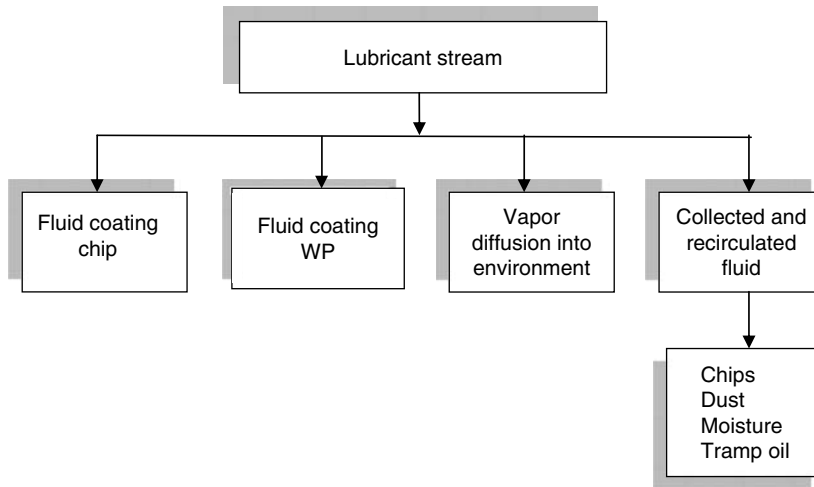 Lubricant stream
Fluid coating
chip
Fluid coating
WP
Vapor
diffusion into
environment
Collected and
recirculated
fluid
Chips
Dust
Moisture
Tramp oil